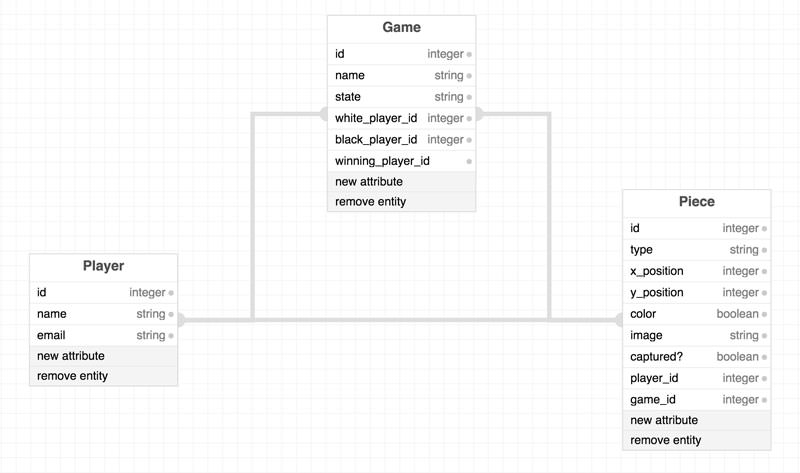 Game
id integer
name string
state string
white_player_id integer
black_player_id integer
winning_player_id
new attribute
remove entity
Player
id integer
name string
email string
new attribute
remove entity
Piece
id integer
type string
x_position integer
y_position integer
color boolean
image string
captured? boolean
player_id integer
game_id integer
new attribute
remove entity